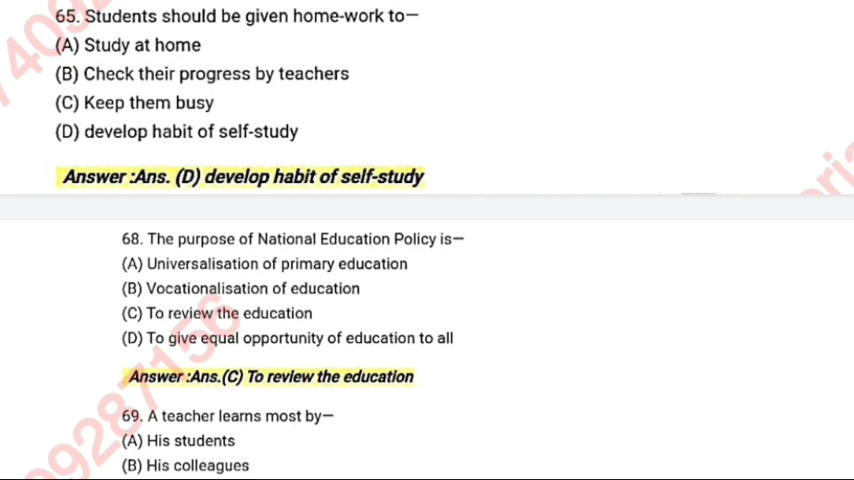 65. Students should be given home-work to—
(A) Study at home
(B) Check their progress by teachers
(C) Keep them busy
(D) develop habit of self-study
Answer :Ans. (D) develop habit of self-study
68. The purpose of National Education Policy is—
(A) Universalisation of primary education
(B) Vocationalisation of education
(C) To review the education
(D) To give equal opportunity of education to all
Answer :Ans.(C) To review the education
69. A teacher learns most by—
(A) His students
(B) His colleagues